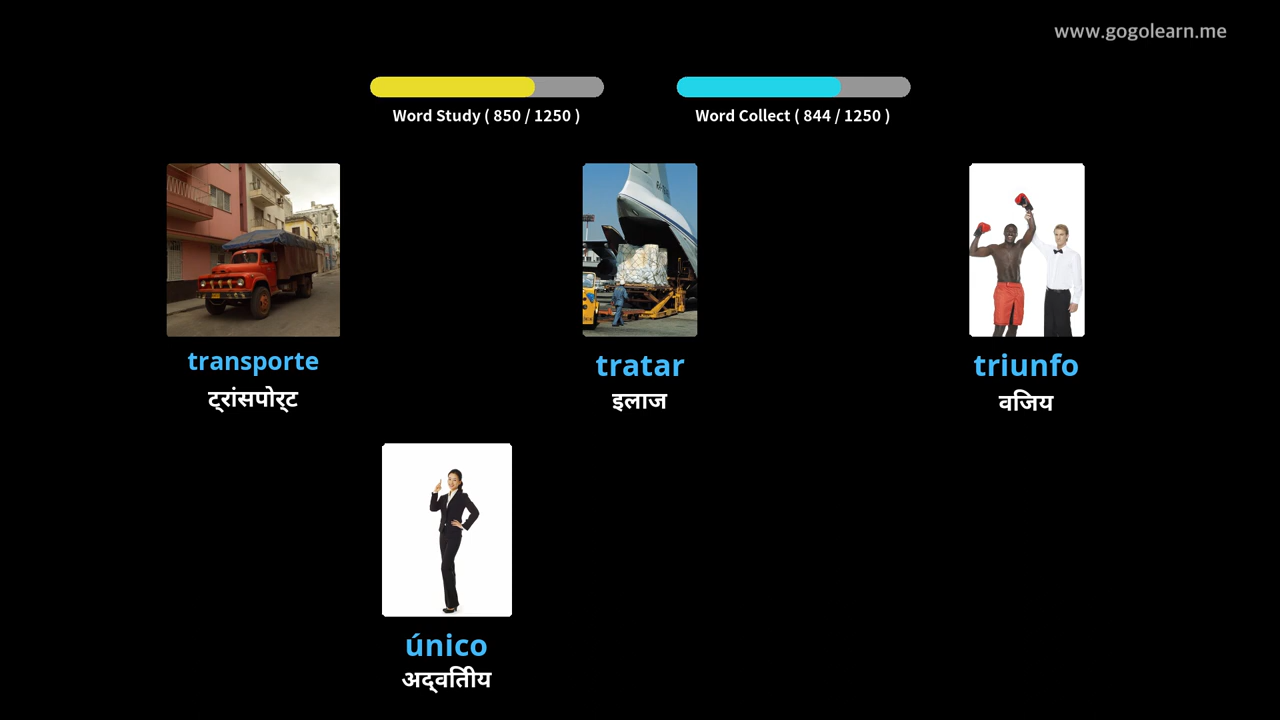 www.gogolearn.me
Word Study ( 850 / 1250 )
Word Collect ( 844 / 1250 )
transporte
ट्रांसपोर्ट
tratar
इलाज
triunfo
विजय
único
अद्वितीय